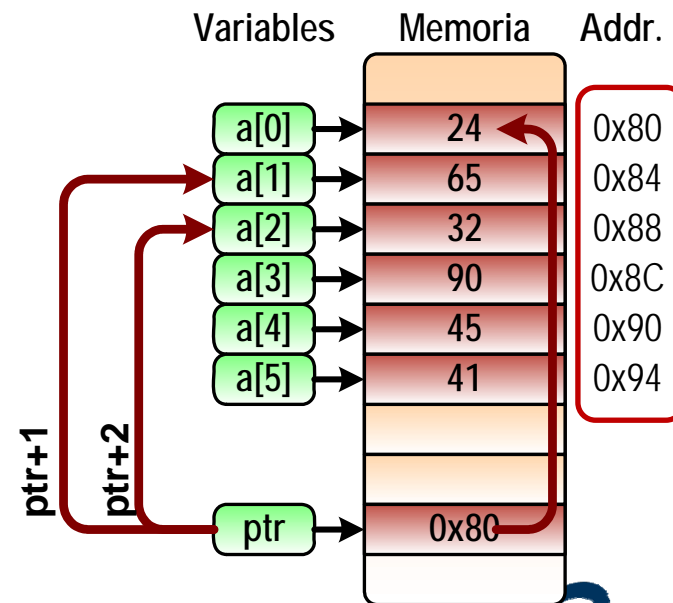 Variables Memoria Addr.
a[0] 24 0x80
a[1] 65 0x84
a[2] 32 0x88
a[3] 90 0x8C
a[4] 45 0x90
a[5] 41 0x94
ptr+1
ptr+2
ptr 0x80